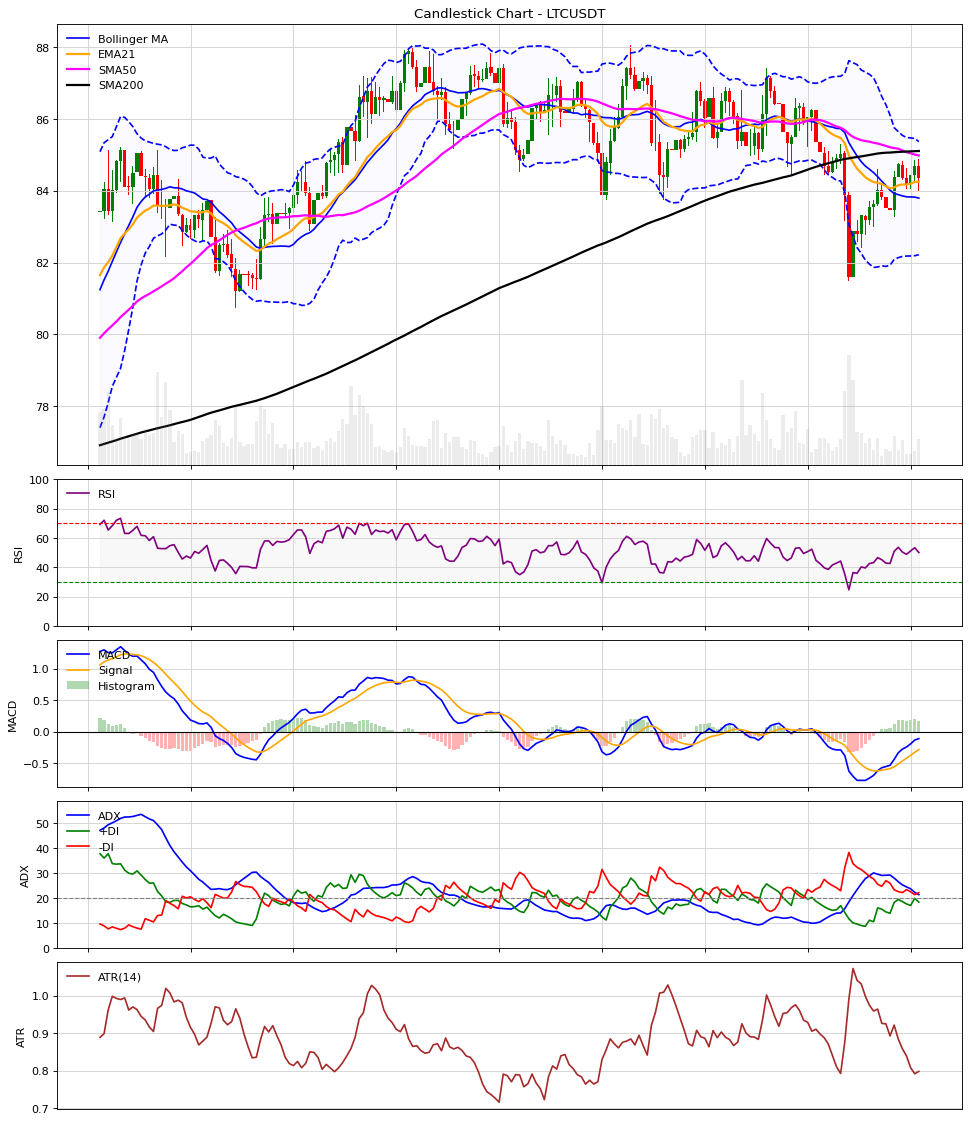 Candlestick Chart - LTCUSDT
Bollinger MA
EMA21
SMA50
SMA200
88
86
84
82
80
78
RSI
RSI
100
80
60
40
20
0
MACD
Signal
Histogram
MACD
1.0
0.5
0.0
−0.5
ADX
+DI
-DI
ADX
50
40
30
20
10
0
ATR(14)
ATR
1.0
0.9
0.8
0.7